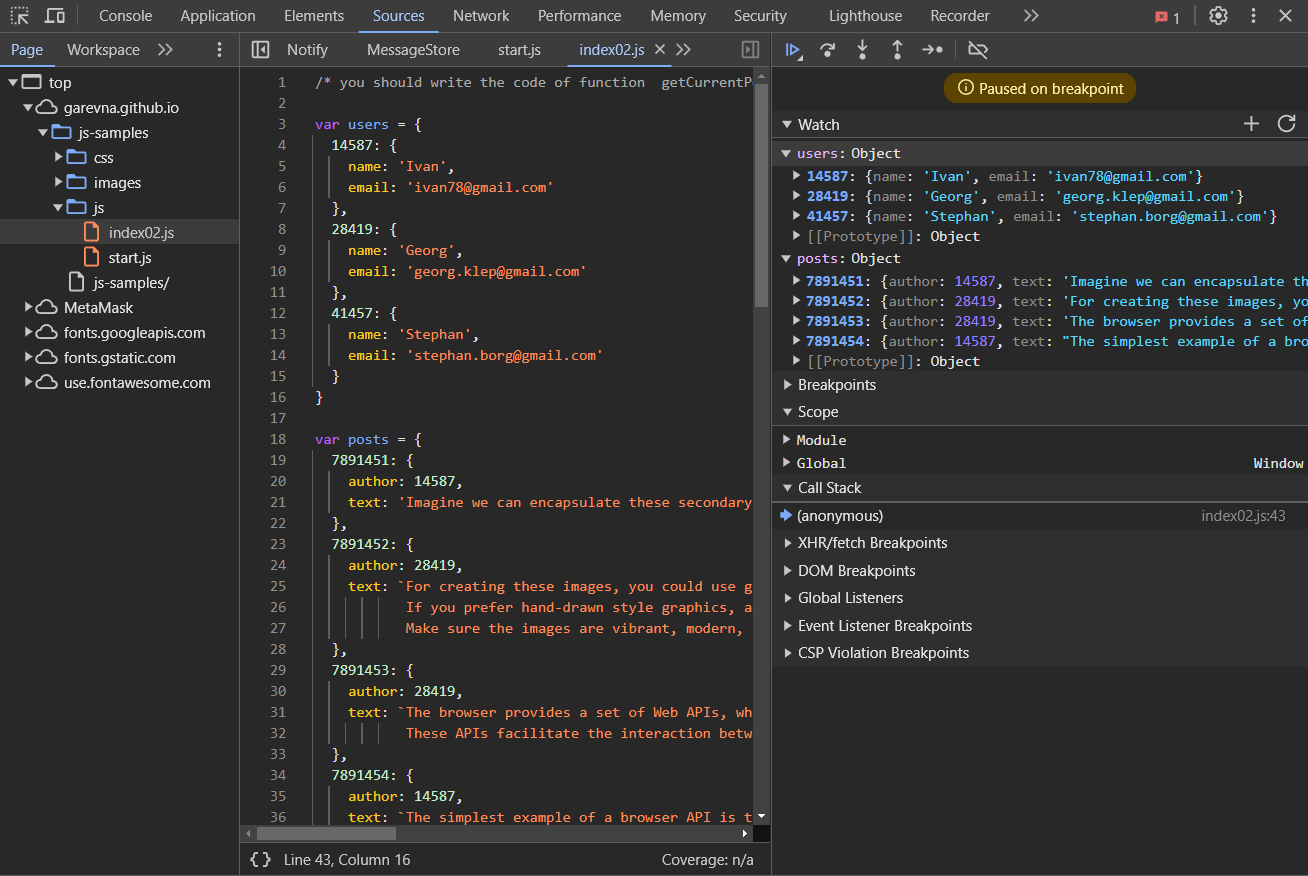 Console Application Elements Sources Network Performance Memory Security Lighthouse Recorder 1
Page Workspace
top
garevna.github.io
js-samples
css
images
js
index02.js
start.js
js-samples/
MetaMask
fonts.googleapis.com
fonts.gstatic.com
use.fontawesome.com
Notify MessageStore start.js index02.js
1 /* you should write the code of function getCurrentP
2
3 var users = {
4 14587: {
5 name: 'Ivan',
6 email: 'ivan78@gmail.com'
7 },
8 28419: {
9 name: 'Georg',
10 email: 'georg.klep@gmail.com'
11 },
12 41457: {
13 name: 'Stephan',
14 email: 'stephan.borg@gmail.com'
15 }
16 }
17
18 var posts = {
19 7891451: {
20 author: 14587,
21 text: 'Imagine we can encapsulate these secondary
22 },
23 7891452: {
24 author: 28419,
25 text: `For creating these images, you could use g
26 If you prefer hand-drawn style graphics, a
27 Make sure the images are vibrant, modern,
28 },
29 7891453: {
30 author: 28419,
31 text: `The browser provides a set of Web APIs, wh
32 These APIs facilitate the interaction betw
33 },
34 7891454: {
35 author: 14587,
36 text: `The simplest example of a browser API is t
{} Line 43, Column 16 Coverage: n/a
Paused on breakpoint
Watch
users: Object
14587: {name: 'Ivan', email: 'ivan78@gmail.com'}
28419: {name: 'Georg', email: 'georg.klep@gmail.com'}
41457: {name: 'Stephan', email: 'stephan.borg@gmail.com'}
[[Prototype]]: Object
posts: Object
7891451: {author: 14587, text: 'Imagine we can encapsulate th
7891452: {author: 28419, text: 'For creating these images, yo
7891453: {author: 28419, text: 'The browser provides a set of
7891454: {author: 14587, text: "The simplest example of a bro
[[Prototype]]: Object
Breakpoints
Scope
Module
Global Window
Call Stack
(anonymous) index02.js:43
XHR/fetch Breakpoints
DOM Breakpoints
Global Listeners
Event Listener Breakpoints
CSP Violation Breakpoints